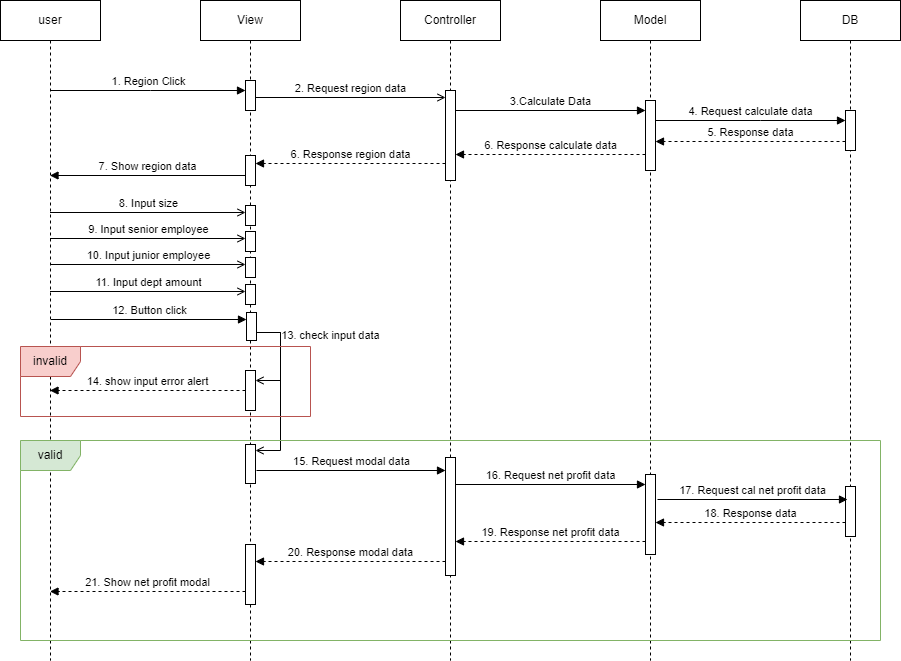 user
View
Controller
Model
DB
1. Region Click
2. Request region data
3.Calculate Data
4. Request calculate data
5. Response data
6. Response calculate data
6. Response region data
7. Show region data
8. Input size
9. Input senior employee
10. Input junior employee
11. Input dept amount
12. Button click
13. check input data
invalid
14. show input error alert
valid
15. Request modal data
16. Request net profit data
17. Request cal net profit data
18. Response data
19. Response net profit data
20. Response modal data
21. Show net profit modal